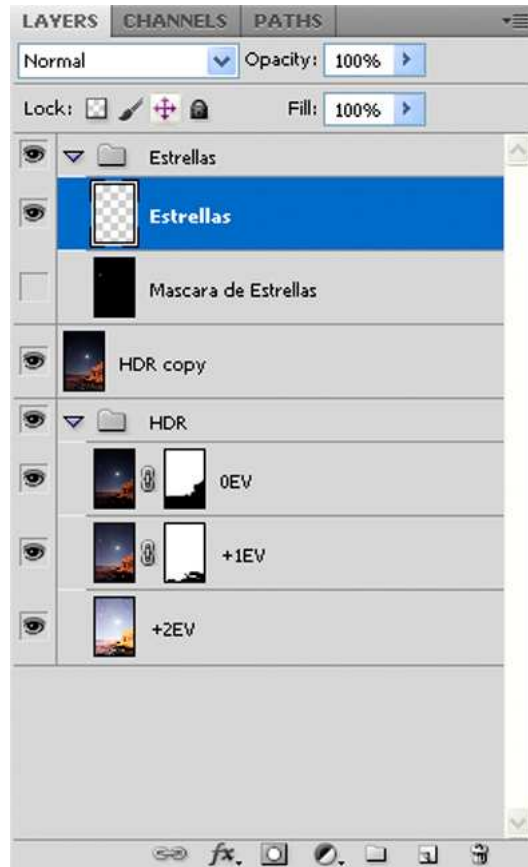 LAYERS CHANNELS PATHS
Normal Opacity: 100%
Lock: Fill: 100%
Estrellas
Estrellas
Mascara de Estrellas
HDR copy
HDR
0EV
+1EV
+2EV
fx.